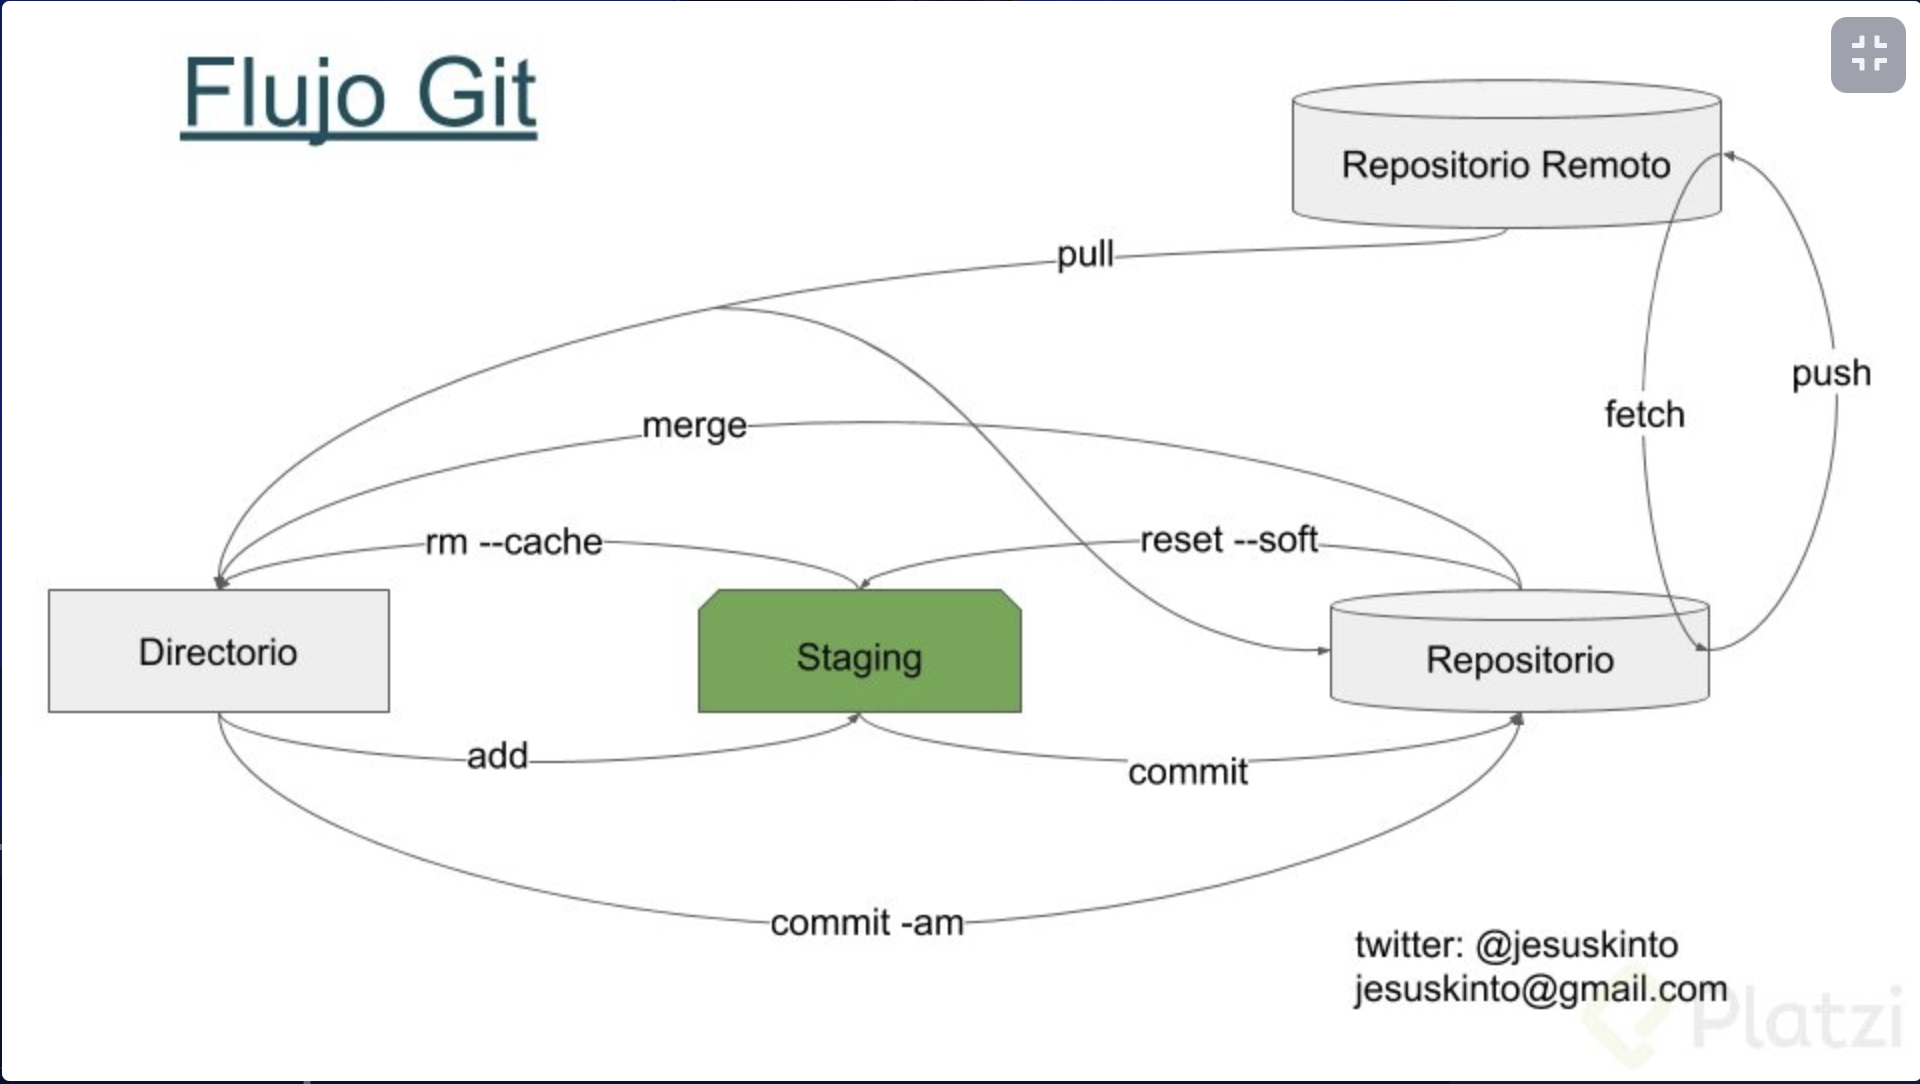 Flujo Git
Repositorio Remoto
pull
push
fetch
merge
rm --cache
reset --soft
Directorio
Staging
Repositorio
add
commit
commit -am
twitter: @jesuskinto
jesuskinto@gmail.com
Platzi